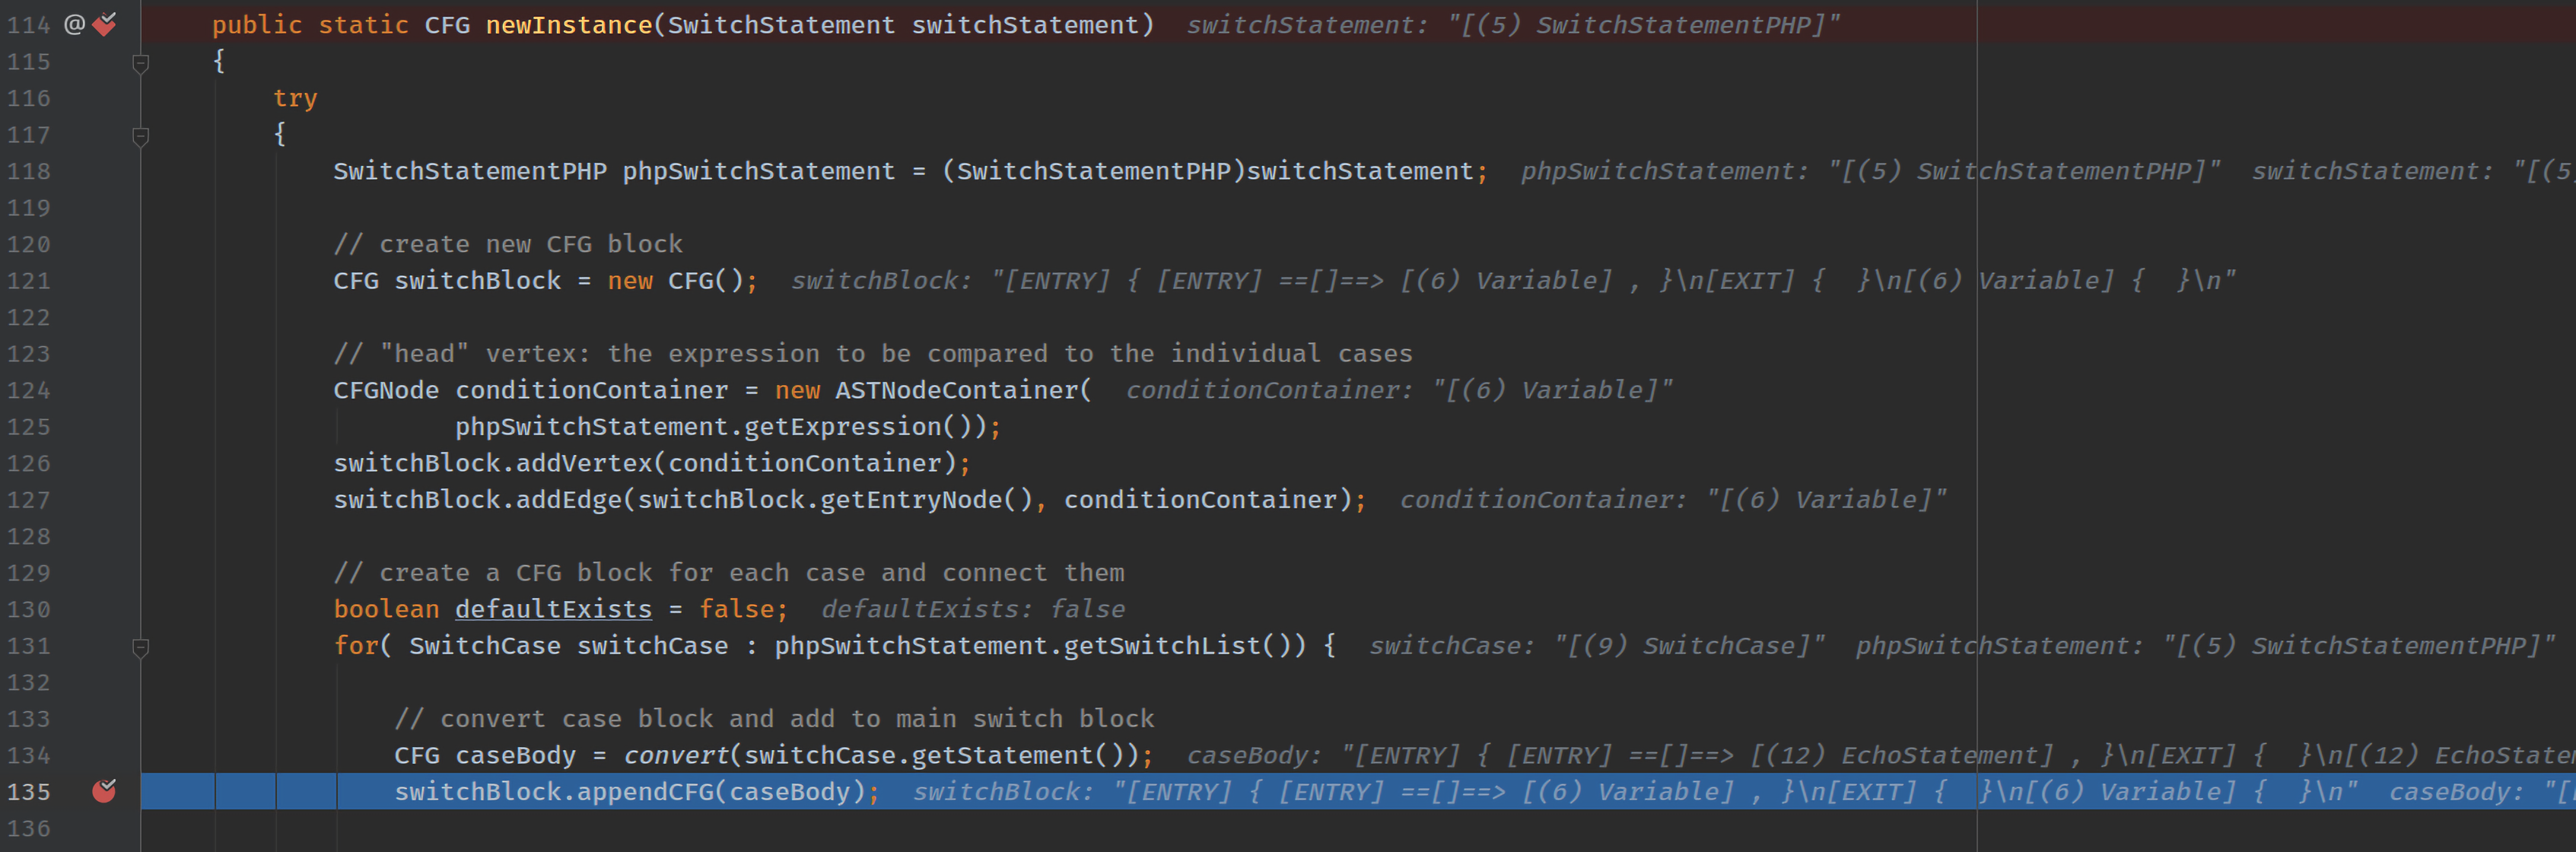 114 @ public static CFG newInstance(SwitchStatement switchStatement) switchStatement: "[(5) SwitchStatementPHP]"
115 {
116 try
117 {
118 SwitchStatementPHP phpSwitchStatement = (SwitchStatementPHP)switchStatement; phpSwitchStatement: "[(5) SwitchStatementPHP]" switchStatement: "[(5)
119
120 // create new CFG block
121 CFG switchBlock = new CFG(); switchBlock: "[ENTRY] { [ENTRY] ==[]==> [(6) Variable] , }\n[EXIT] {  }\n[(6) Variable] {  }\n"
122
123 // "head" vertex: the expression to be compared to the individual cases
124 CFGNode conditionContainer = new ASTNodeContainer( conditionContainer: "[(6) Variable]"
125 phpSwitchStatement.getExpression());
126 switchBlock.addVertex(conditionContainer);
127 switchBlock.addEdge(switchBlock.getEntryNode(), conditionContainer); conditionContainer: "[(6) Variable]"
128
129 // create a CFG block for each case and connect them
130 boolean defaultExists = false; defaultExists: false
131 for( SwitchCase switchCase : phpSwitchStatement.getSwitchList()) { switchCase: "[(9) SwitchCase]" phpSwitchStatement: "[(5) SwitchStatementPHP]"
132
133 // convert case block and add to main switch block
134 CFG caseBody = convert(switchCase.getStatement()); caseBody: "[ENTRY] { [ENTRY] ==[]==> [(12) EchoStatement] , }\n[EXIT] {  }\n[(12) EchoStatem
135 switchBlock.appendCFG(caseBody); switchBlock: "[ENTRY] { [ENTRY] ==[]==> [(6) Variable] , }\n[EXIT] {  }\n[(6) Variable] {  }\n" caseBody: "[
136